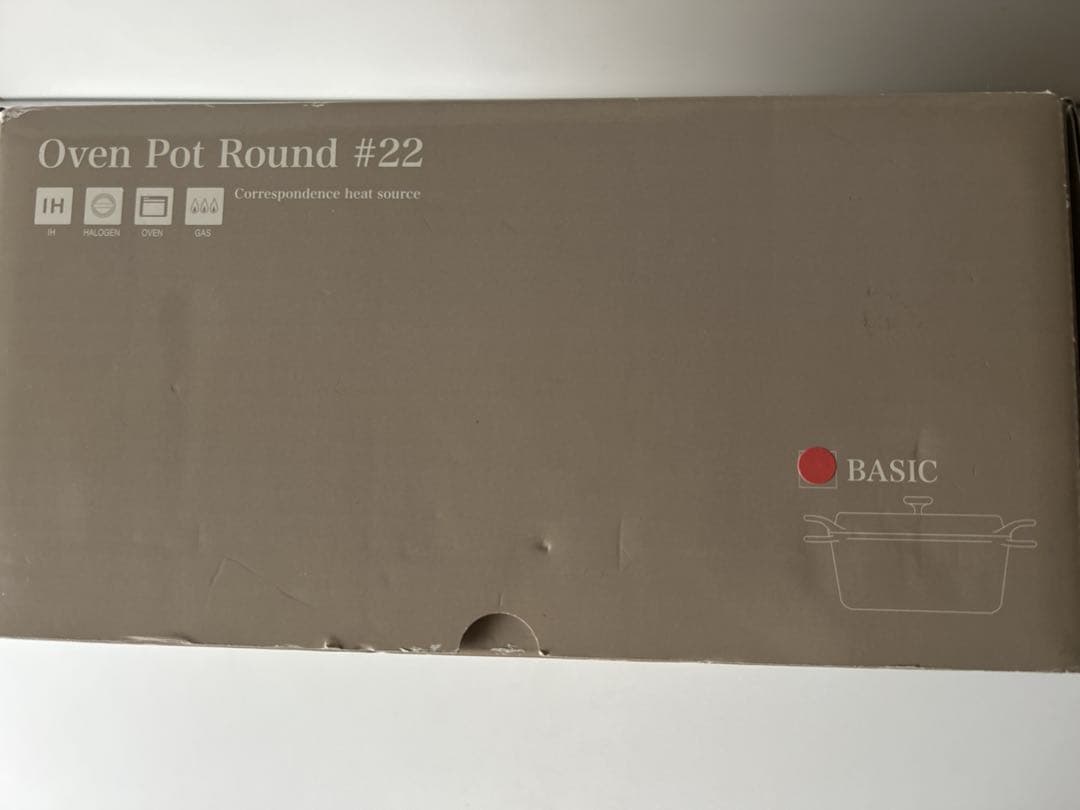 Oven Pot Round #22
IH Correspondence heat source
IH HALOGEN OVEN GAS
BASIC